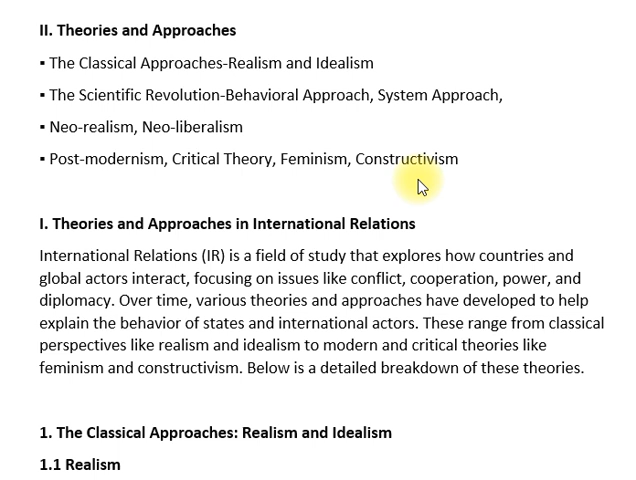 II. Theories and Approaches
▪ The Classical Approaches-Realism and Idealism
▪ The Scientific Revolution-Behavioral Approach, System Approach,
▪ Neo-realism, Neo-liberalism
▪ Post-modernism, Critical Theory, Feminism, Constructivism
I. Theories and Approaches in International Relations
International Relations (IR) is a field of study that explores how countries and
global actors interact, focusing on issues like conflict, cooperation, power, and
diplomacy. Over time, various theories and approaches have developed to help
explain the behavior of states and international actors. These range from classical
perspectives like realism and idealism to modern and critical theories like
feminism and constructivism. Below is a detailed breakdown of these theories.
1. The Classical Approaches: Realism and Idealism
1.1 Realism